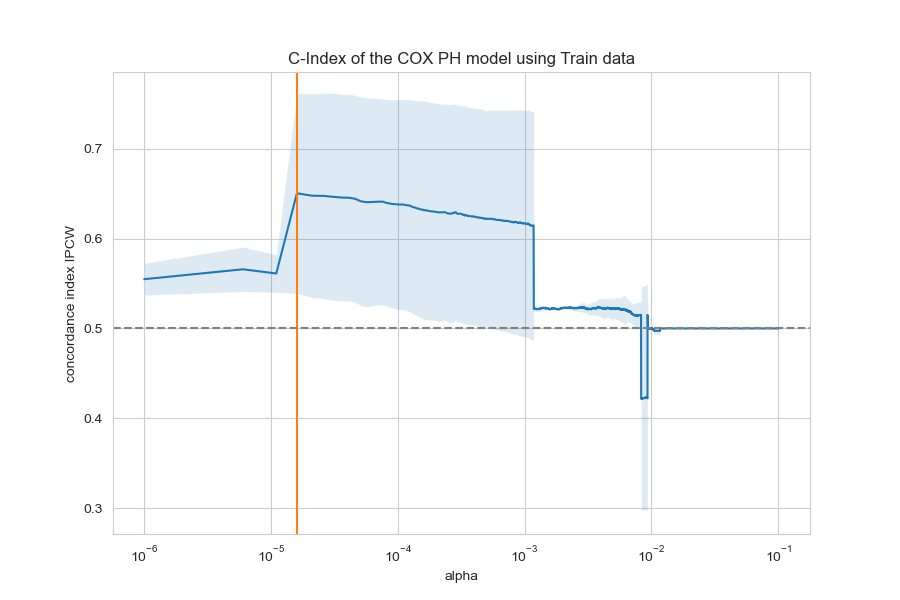 C-Index of the COX PH model using Train data
concordance index IPCW
0.7
0.6
0.5
0.4
0.3
10⁻⁶ 10⁻⁵ 10⁻⁴ 10⁻³ 10⁻² 10⁻¹
alpha